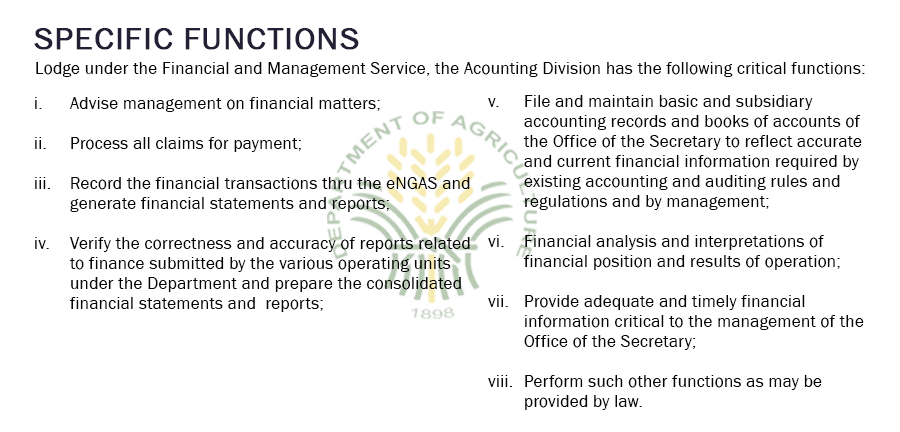 SPECIFIC FUNCTIONS
Lodge under the Financial and Management Service, the Acounting Division has the following critical functions:
i. Advise management on financial matters;
ii. Process all claims for payment;
iii. Record the financial transactions thru the eNGAS and
generate financial statements and reports;
iv. Verify the correctness and accuracy of reports related
to finance submitted by the various operating units
under the Department and prepare the consolidated
financial statements and  reports;
v. File and maintain basic and subsidiary
accounting records and books of accounts of
the Office of the Secretary to reflect accurate
and current financial information required by
existing accounting and auditing rules and
regulations and by management;
vi. Financial analysis and interpretations of
financial position and results of operation;
vii. Provide adequate and timely financial
information critical to the management of the
Office of the Secretary;
viii. Perform such other functions as may be
provided by law.
DEPARTMENT OF AGRICULTURE
1898